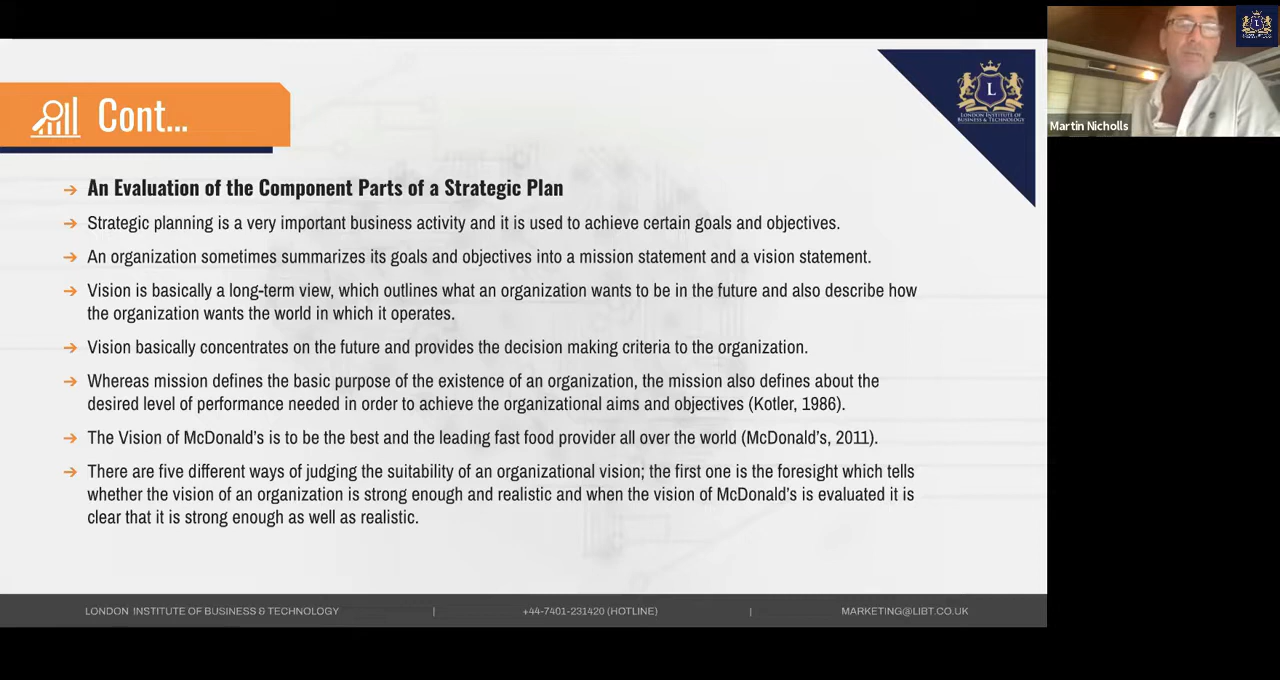 Cont...
L
LONDON INSTITUTE OF
BUSINESS & TECHNOLOGY
Martin Nicholls
An Evaluation of the Component Parts of a Strategic Plan
Strategic planning is a very important business activity and it is used to achieve certain goals and objectives.
An organization sometimes summarizes its goals and objectives into a mission statement and a vision statement.
Vision is basically a long-term view, which outlines what an organization wants to be in the future and also describe how
the organization wants the world in which it operates.
Vision basically concentrates on the future and provides the decision making criteria to the organization.
Whereas mission defines the basic purpose of the existence of an organization, the mission also defines about the
desired level of performance needed in order to achieve the organizational aims and objectives (Kotler, 1986).
The Vision of McDonald's is to be the best and the leading fast food provider all over the world (McDonald's, 2011).
There are five different ways of judging the suitability of an organizational vision; the first one is the foresight which tells
whether the vision of an organization is strong enough and realistic and when the vision of McDonald's is evaluated it is
clear that it is strong enough as well as realistic.
LONDON INSTITUTE OF BUSINESS & TECHNOLOGY | +44-7401-231420 (HOTLINE) | MARKETING@LIBT.CO.UK